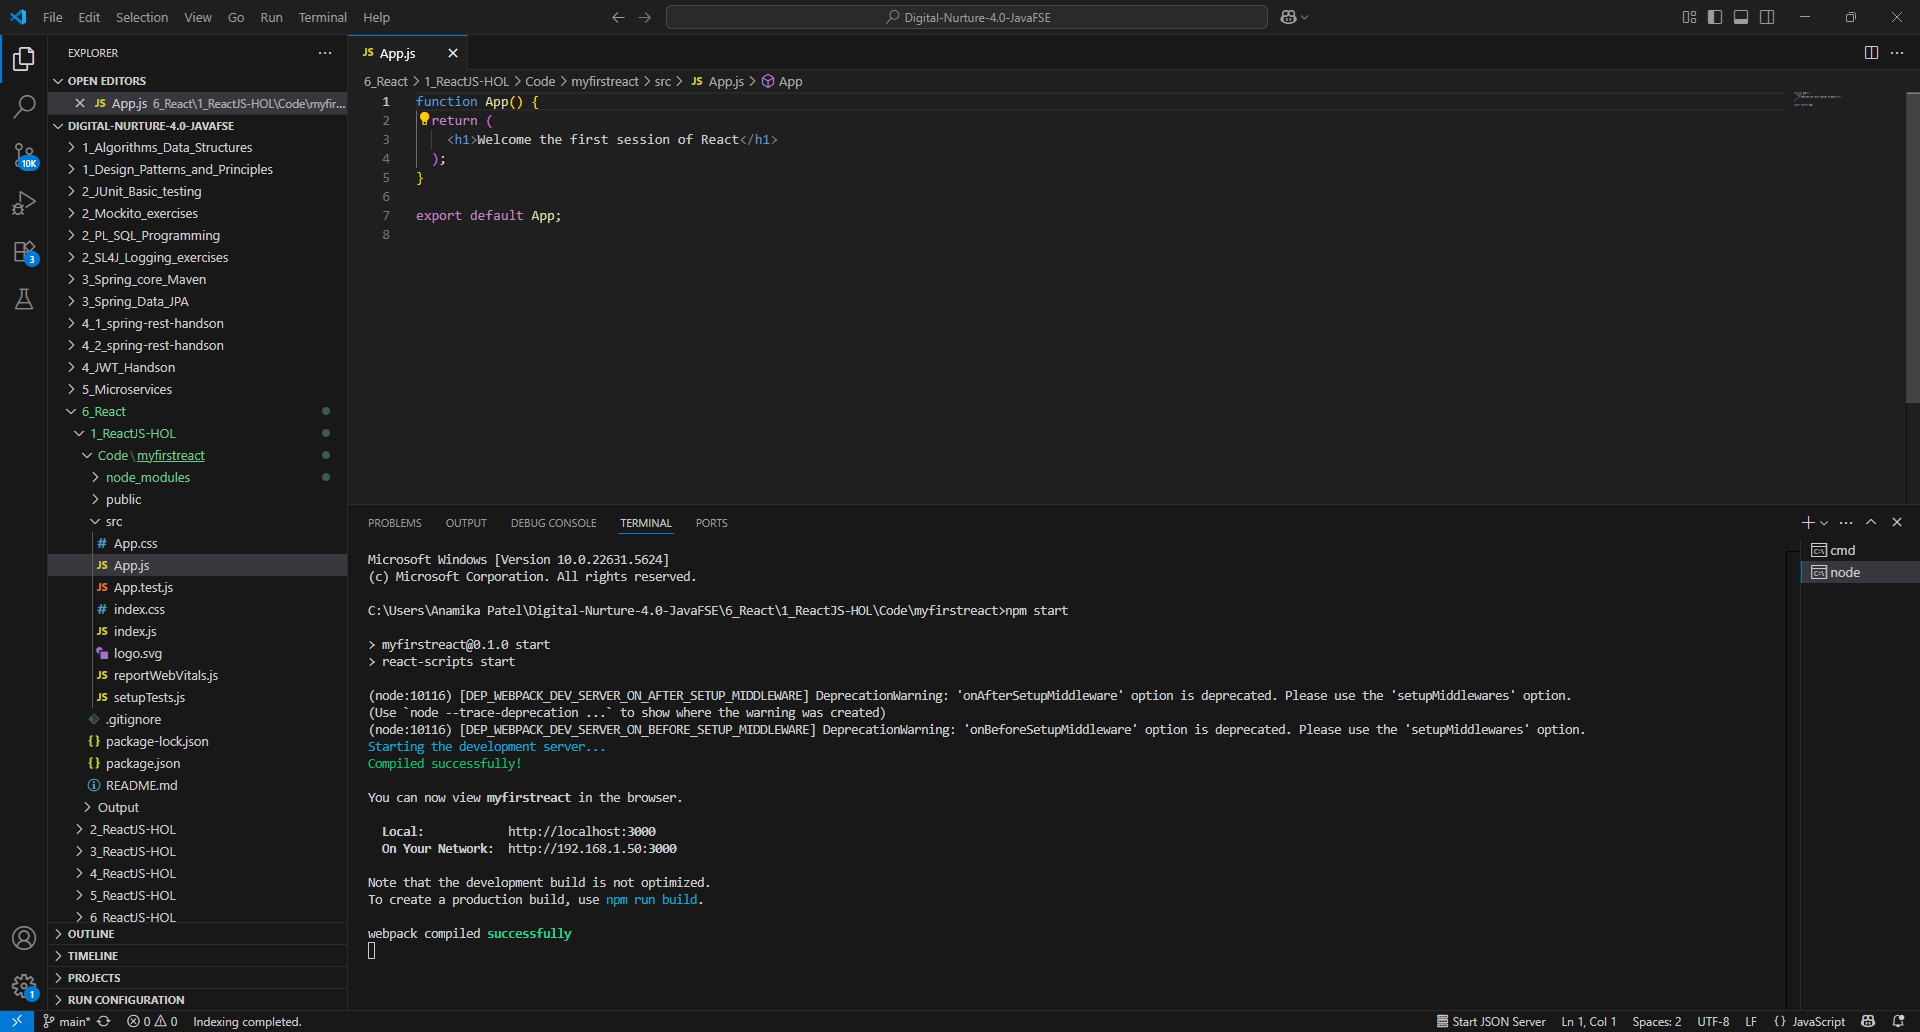 File Edit Selection View Go Run Terminal Help
Digital-Nurture-4.0-JavaFSE
EXPLORER
OPEN EDITORS
JS App.js 6_React\1_ReactJS-HOL\Code\myfir...
DIGITAL-NURTURE-4.0-JAVAFSE
1_Algorithms_Data_Structures
1_Design_Patterns_and_Principles
2_JUnit_Basic_testing
2_Mockito_exercises
2_PL_SQL_Programming
2_SL4J_Logging_exercises
3_Spring_core_Maven
3_Spring_Data_JPA
4_1_spring-rest-handson
4_2_spring-rest-handson
4_JWT_Handson
5_Microservices
6_React
1_ReactJS-HOL
Code\myfirstreact
node_modules
public
src
# App.css
JS App.js
JS App.test.js
# index.css
JS index.js
logo.svg
JS reportWebVitals.js
JS setupTests.js
.gitignore
{} package-lock.json
{} package.json
README.md
Output
2_ReactJS-HOL
3_ReactJS-HOL
4_ReactJS-HOL
5_ReactJS-HOL
6_ReactJS-HOL
OUTLINE
TIMELINE
PROJECTS
RUN CONFIGURATION
10K
3
1
JS App.js
6_React > 1_ReactJS-HOL > Code > myfirstreact > src > JS App.js > App
1 function App() {
2 return (
3 <h1>Welcome the first session of React</h1>
4 );
5 }
6
7 export default App;
8
PROBLEMS OUTPUT DEBUG CONSOLE TERMINAL PORTS
cmd
node
Microsoft Windows [Version 10.0.22631.5624]
(c) Microsoft Corporation. All rights reserved.
C:\Users\Anamika Patel\Digital-Nurture-4.0-JavaFSE\6_React\1_ReactJS-HOL\Code\myfirstreact>npm start
> myfirstreact@0.1.0 start
> react-scripts start
(node:10116) [DEP_WEBPACK_DEV_SERVER_ON_AFTER_SETUP_MIDDLEWARE] DeprecationWarning: 'onAfterSetupMiddleware' option is deprecated. Please use the 'setupMiddlewares' option.
(Use `node --trace-deprecation ...` to show where the warning was created)
(node:10116) [DEP_WEBPACK_DEV_SERVER_ON_BEFORE_SETUP_MIDDLEWARE] DeprecationWarning: 'onBeforeSetupMiddleware' option is deprecated. Please use the 'setupMiddlewares' option.
Starting the development server...
Compiled successfully!
You can now view myfirstreact in the browser.
Local: http://localhost:3000
On Your Network: http://192.168.1.50:3000
Note that the development build is not optimized.
To create a production build, use npm run build.
webpack compiled successfully
main* 0 0 Indexing completed.
Start JSON Server Ln 1, Col 1 Spaces: 2 UTF-8 LF {} JavaScript